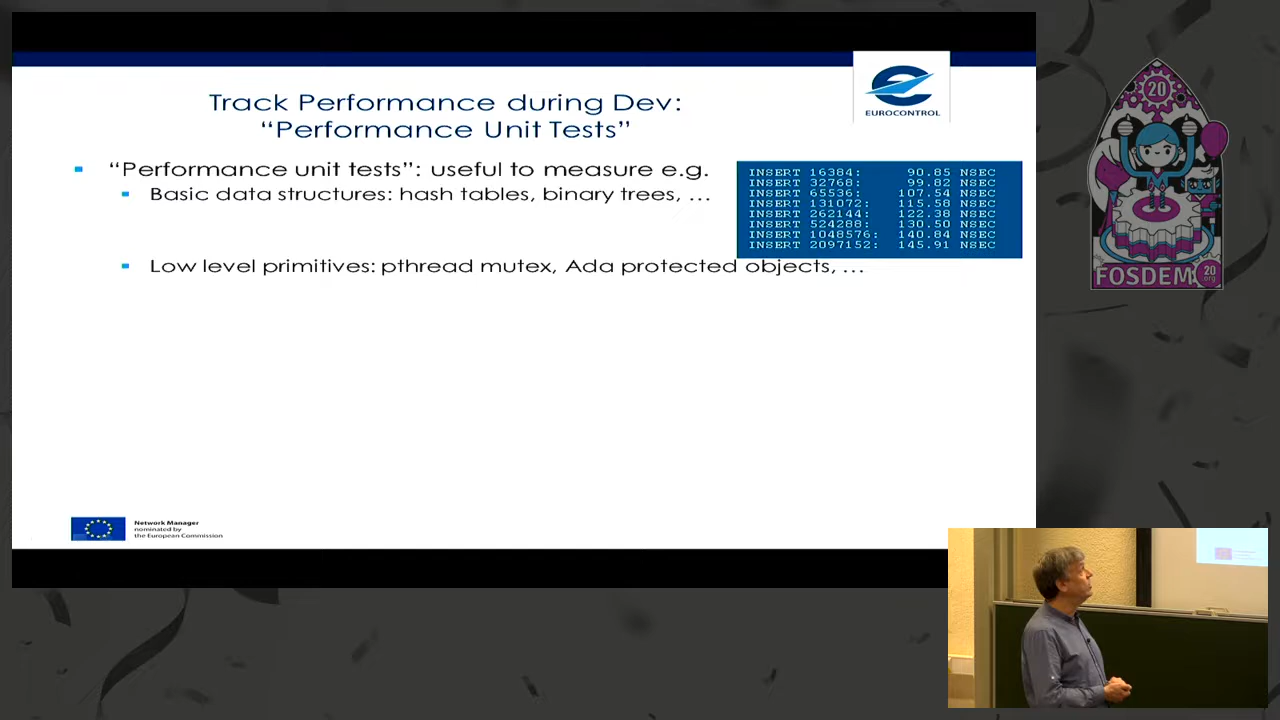 Track Performance during Dev:
“Performance Unit Tests”
EUROCONTROL
“Performance unit tests”: useful to measure e.g.
Basic data structures: hash tables, binary trees, …
INSERT 16384: 90.85 NSEC
INSERT 32768: 99.82 NSEC
INSERT 65536: 107.54 NSEC
INSERT 131072: 115.58 NSEC
INSERT 262144: 122.38 NSEC
INSERT 524288: 130.50 NSEC
INSERT 1048576: 140.84 NSEC
INSERT 2097152: 145.91 NSEC
Low level primitives: pthread mutex, Ada protected objects, …
Network Manager
nominated by
the European Commission
20
FOSDEM
20
.org